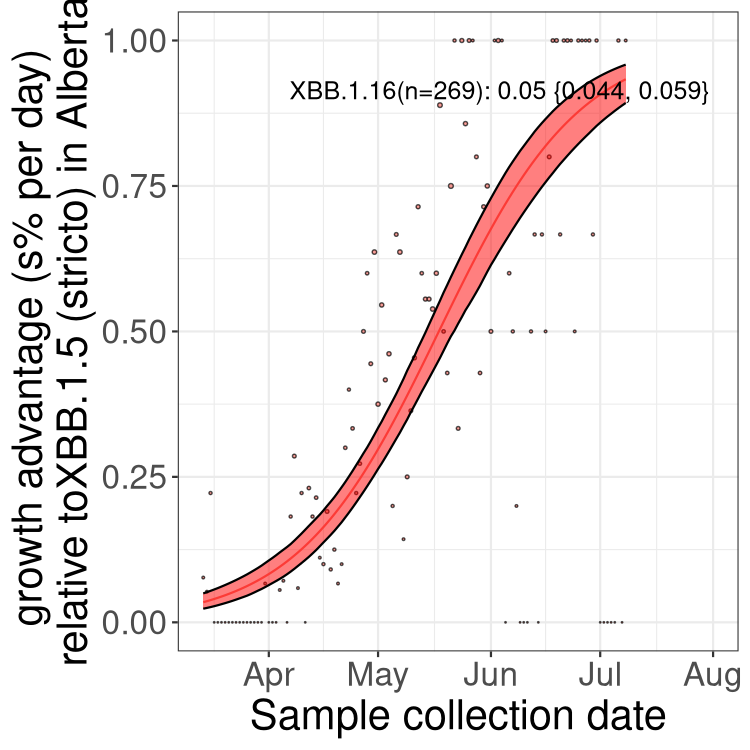 growth advantage (s% per day)
relative toXBB.1.5 (stricto) in Alberta
1.00
0.75
0.50
0.25
0.00
XBB.1.16(n=269): 0.05 {0.044, 0.059}
Apr May Jun Jul Aug
Sample collection date